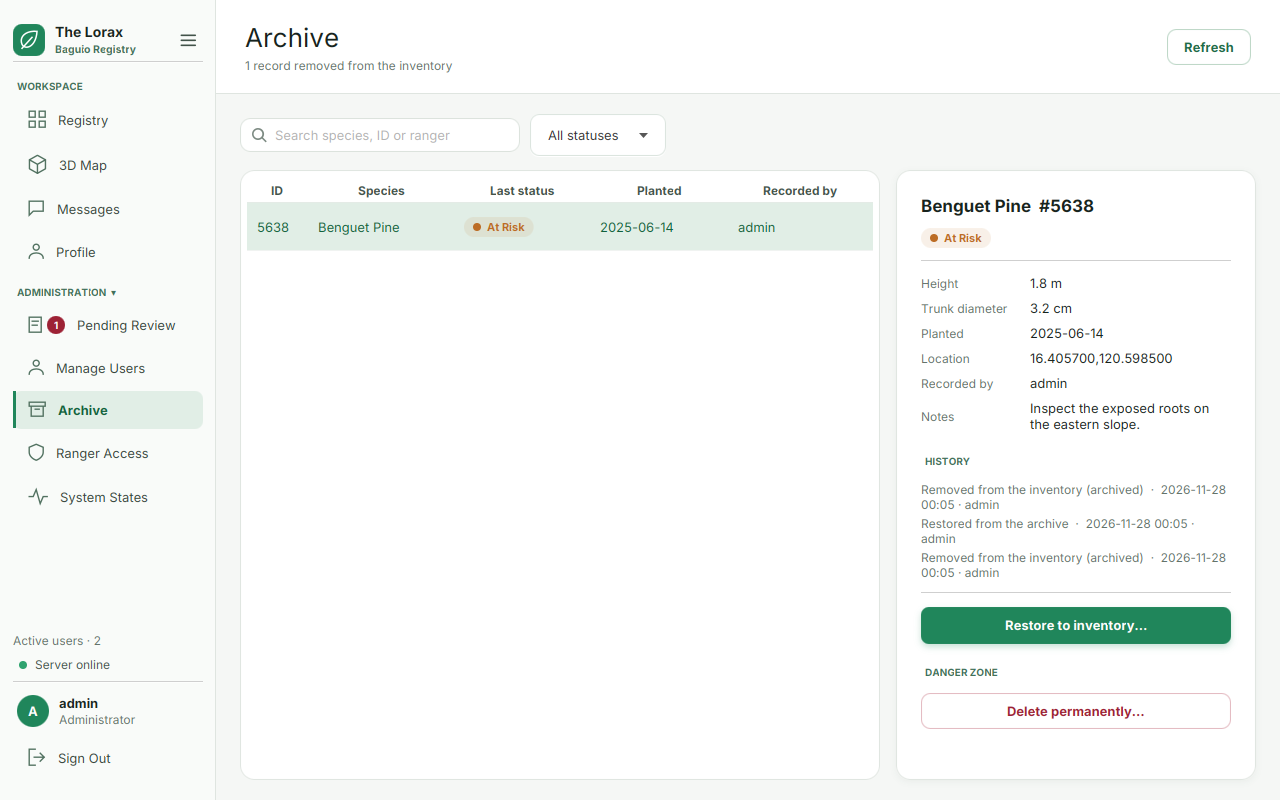 The Lorax
Baguio Registry
WORKSPACE
Registry
3D Map
Messages
Profile
ADMINISTRATION ▾
1 Pending Review
Manage Users
Archive
Ranger Access
System States
Active users · 2
Server online
A
admin
Administrator
Sign Out
Archive
1 record removed from the inventory
Refresh
Search species, ID or ranger
All statuses
ID Species Last status Planted Recorded by
5638 Benguet Pine At Risk 2025-06-14 admin
Benguet Pine #5638
At Risk
Height 1.8 m
Trunk diameter 3.2 cm
Planted 2025-06-14
Location 16.405700,120.598500
Recorded by admin
Notes Inspect the exposed roots on
the eastern slope.
HISTORY
Removed from the inventory (archived) · 2026-11-28
00:05 · admin
Restored from the archive · 2026-11-28 00:05 ·
admin
Removed from the inventory (archived) · 2026-11-28
00:05 · admin
Restore to inventory...
DANGER ZONE
Delete permanently...